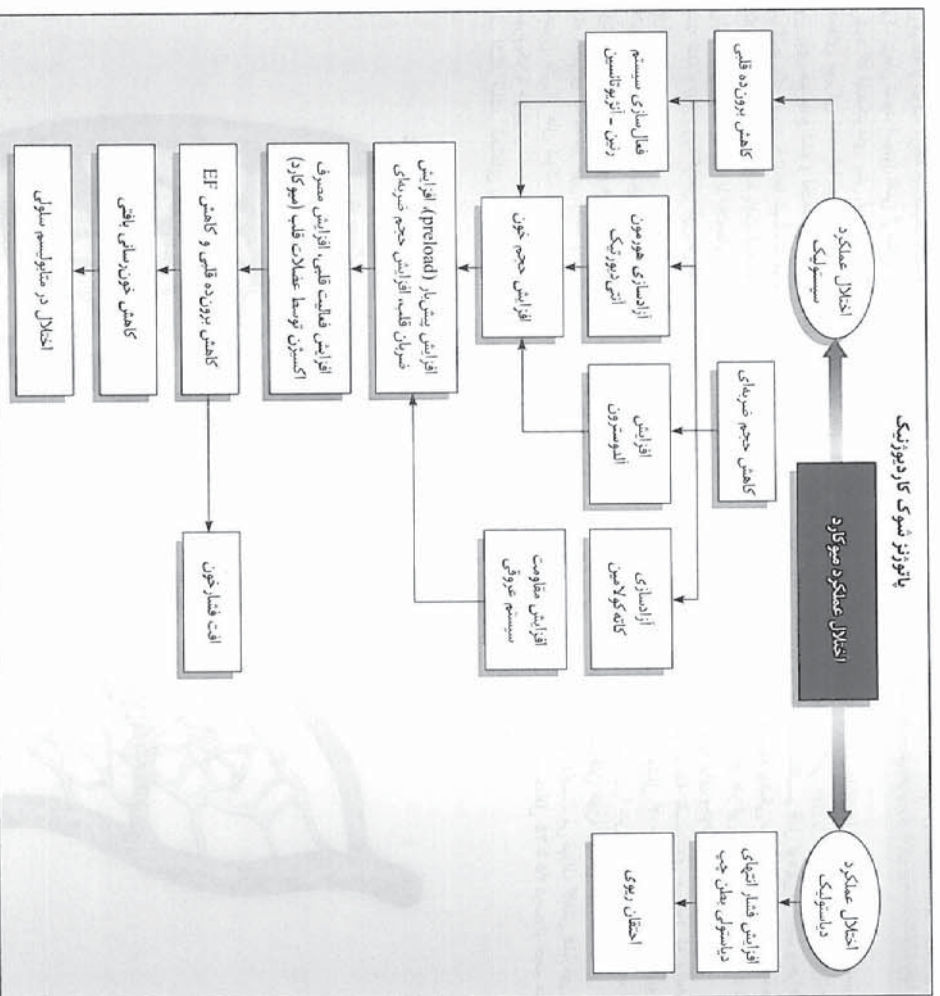 پاتوژنز شوک کاردیوژنیک
اختلال عملکرد میوکارد
اختلال عملکرد
سیستولیک
اختلال عملکرد
دیاستولیک
کاهش برون‌ده قلبی
کاهش حجم ضربه‌ای
افزایش فشار انتهای
دیاستولی بطن چپ
احتقان ریوی
فعال‌سازی سیستم
رنین - آنژیوتانسین
آزادسازی هورمون
آنتی‌دیورتیک
افزایش
آلدوسترون
آزادسازی
کاته‌کولامین
افزایش حجم خون
افزایش مقاومت
سیستم عروقی
افزایش پیش‌بار (preload)، افزایش
ضربان قلب، افزایش حجم ضربه‌ای
افزایش فعالیت قلبی، افزایش مصرف
اکسیژن توسط عضلات قلب (میوکارد)
کاهش برون‌ده قلبی و کاهش EF
افت فشارخون
کاهش خون‌رسانی بافتی
اختلال در متابولیسم سلولی